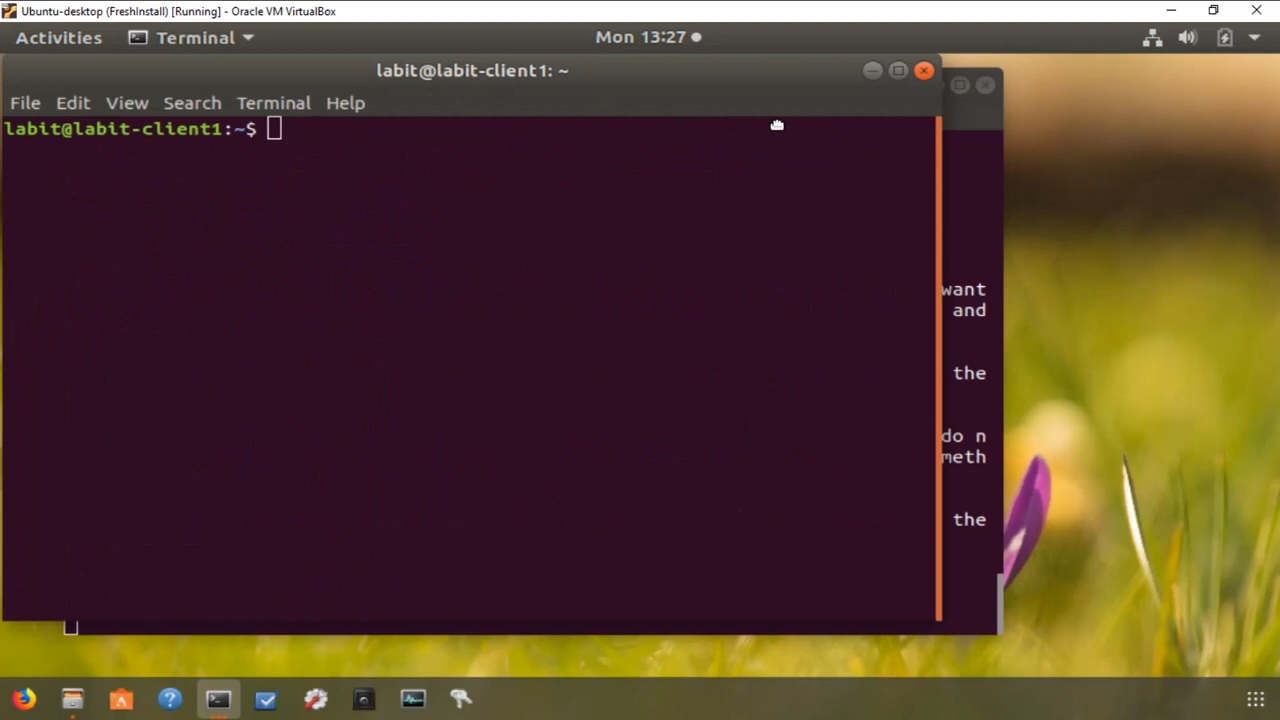 Ubuntu-desktop (FreshInstall) [Running] - Oracle VM VirtualBox
Activities Terminal Mon 13:27
labit@labit-client1: ~
File Edit View Search Terminal Help
labit@labit-client1:~$
want
and
the
do n
meth
the